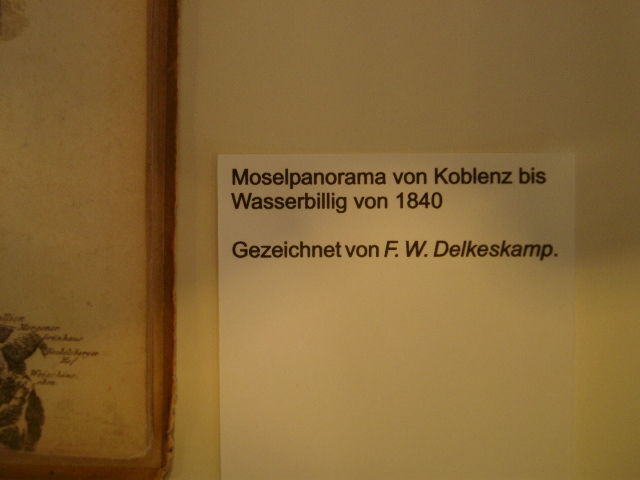 Moselpanorama von Koblenz bis
Wasserbillig von 1840
Gezeichnet von F. W. Delkeskamp.